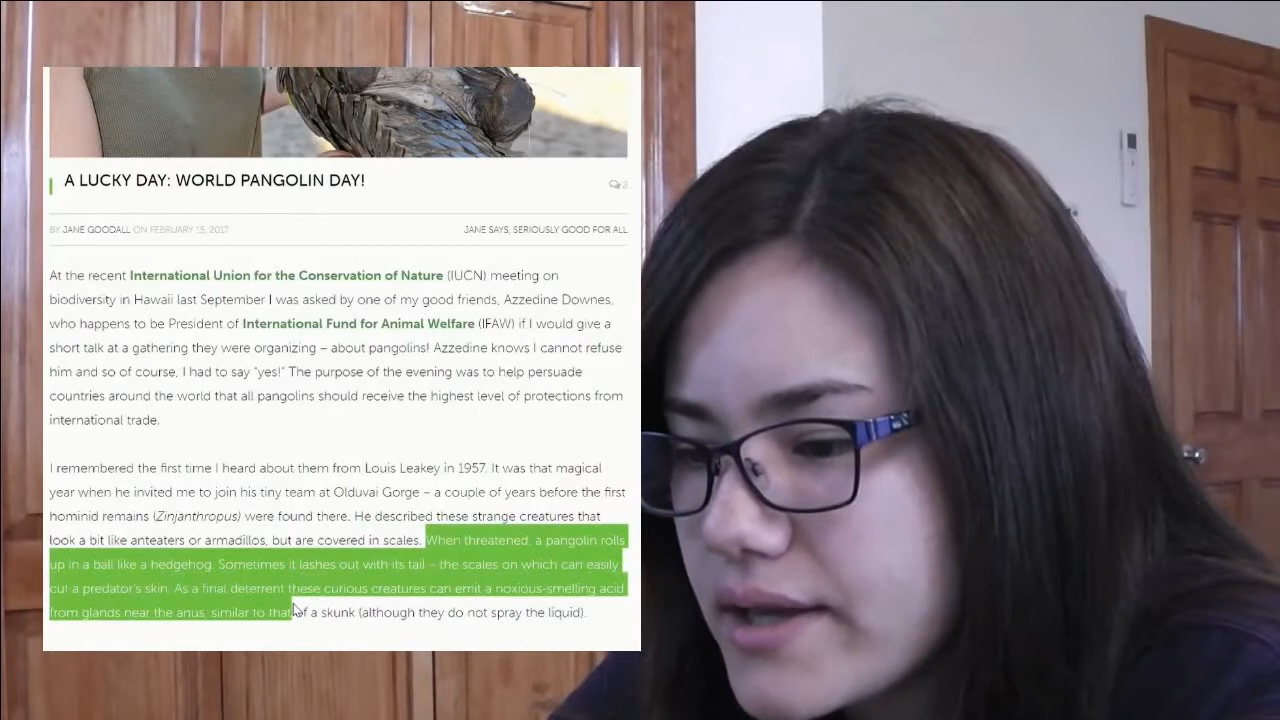 A LUCKY DAY: WORLD PANGOLIN DAY!
2
BY JANE GOODALL ON FEBRUARY 15, 2017
JANE SAYS, SERIOUSLY GOOD FOR ALL
At the recent International Union for the Conservation of Nature (IUCN) meeting on
biodiversity in Hawaii last September I was asked by one of my good friends, Azzedine Downes,
who happens to be President of International Fund for Animal Welfare (IFAW) if I would give a
short talk at a gathering they were organizing – about pangolins! Azzedine knows I cannot refuse
him and so of course, I had to say “yes!” The purpose of the evening was to help persuade
countries around the world that all pangolins should receive the highest level of protections from
international trade.
I remembered the first time I heard about them from Louis Leakey in 1957. It was that magical
year when he invited me to join his tiny team at Olduvai Gorge – a couple of years before the first
hominid remains (Zinjanthropus) were found there. He described these strange creatures that
look a bit like anteaters or armadillos, but are covered in scales. When threatened, a pangolin rolls
up in a ball like a hedgehog. Sometimes it lashes out with its tail – the scales on which can easily
cut a predator's skin. As a final deterrent these curious creatures can emit a noxious-smelling acid
from glands near the anus, similar to that of a skunk (although they do not spray the liquid).